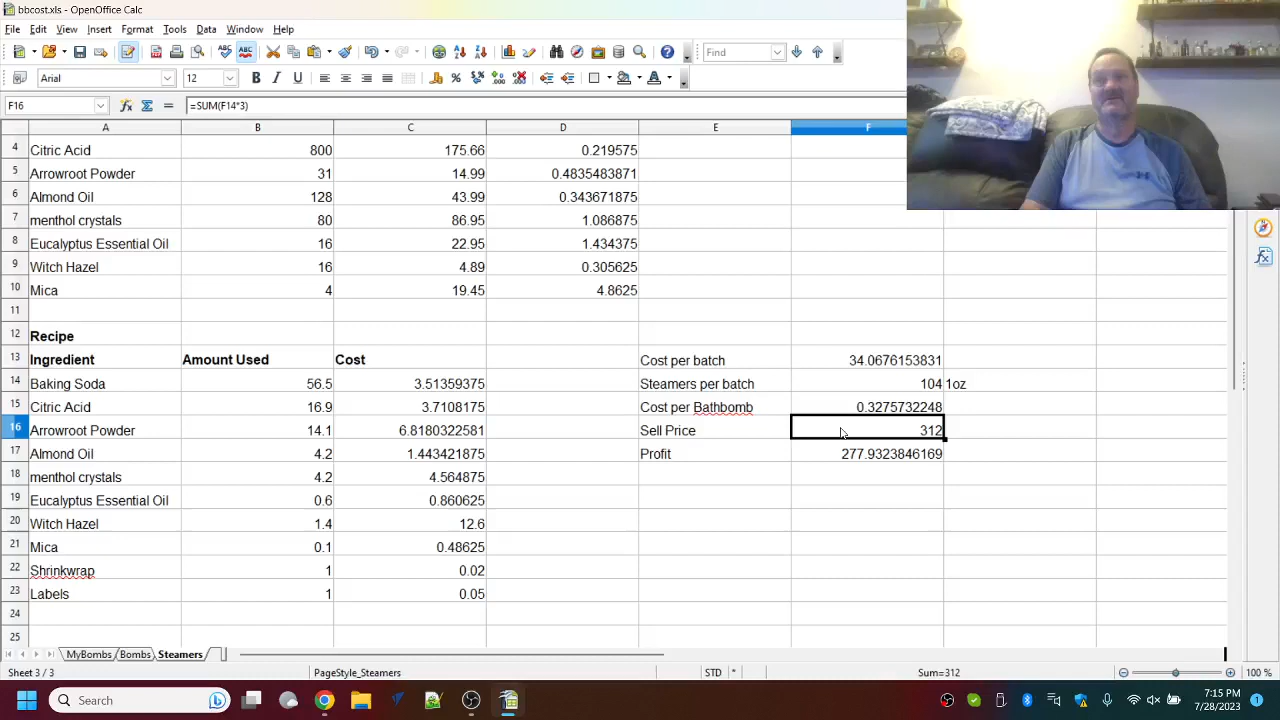 bbcost.xls - OpenOffice Calc
File Edit View Insert Format Tools Data Window Help
Find
Arial 12
F16 =SUM(F14*3)
A B C D E F
4 Citric Acid 800 175.66 0.219575
5 Arrowroot Powder 31 14.99 0.4835483871
6 Almond Oil 128 43.99 0.343671875
7 menthol crystals 80 86.95 1.086875
8 Eucalyptus Essential Oil 16 22.95 1.434375
9 Witch Hazel 16 4.89 0.305625
10 Mica 4 19.45 4.8625
11
12 Recipe
13 Ingredient Amount Used Cost Cost per batch 34.0676153831
14 Baking Soda 56.5 3.51359375 Steamers per batch 104 1oz
15 Citric Acid 16.9 3.7108175 Cost per Bathbomb 0.3275732248
16 Arrowroot Powder 14.1 6.8180322581 Sell Price 312
17 Almond Oil 4.2 1.443421875 Profit 277.9323846169
18 menthol crystals 4.2 4.564875
19 Eucalyptus Essential Oil 0.6 0.860625
20 Witch Hazel 1.4 12.6
21 Mica 0.1 0.48625
22 Shrinkwrap 1 0.02
23 Labels 1 0.05
24
25
MyBombs Bombs Steamers
Sheet 3 / 3 PageStyle_Steamers STD * Sum=312 100 %
Search 7:15 PM
7/28/2023